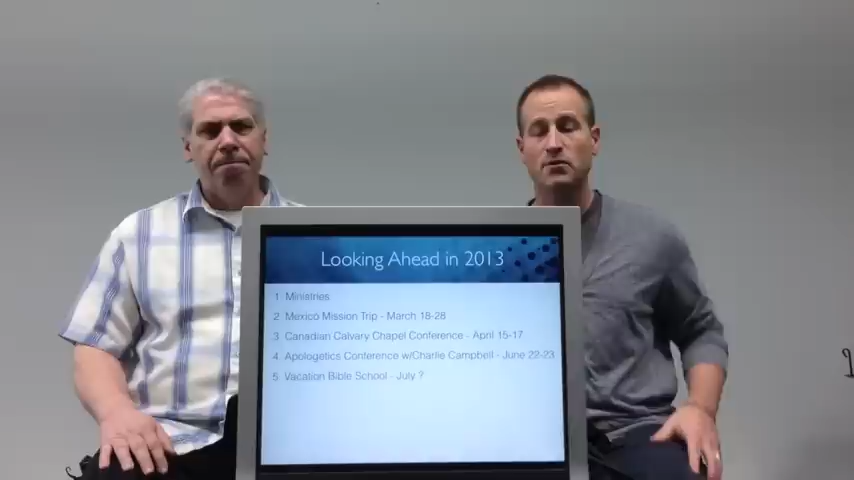 Looking Ahead in 2013
1 Ministries
2 Mexico Mission Trip - March 18-28
3 Canadian Calvary Chapel Conference - April 15-17
4 Apologetics Conference w/Charlie Campbell - June 22-23
5 Vacation Bible School - July ?